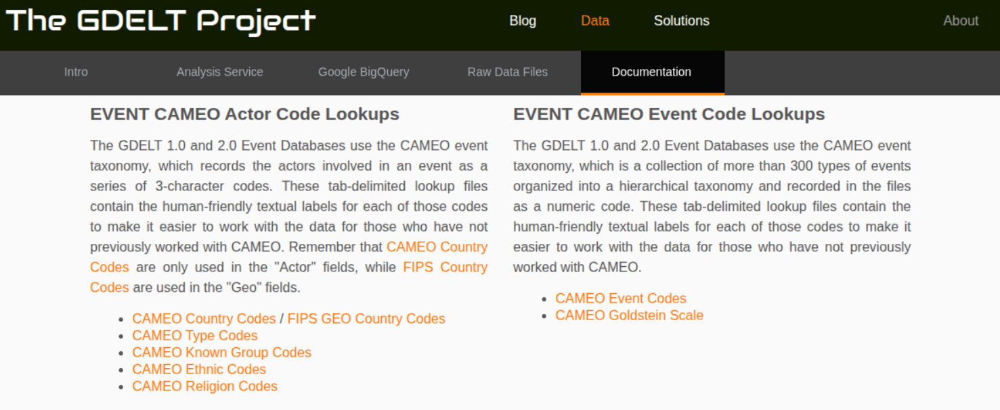 The GDELT Project
Blog
Data
Solutions
About
Intro
Analysis Service
Google BigQuery
Raw Data Files
Documentation
EVENT CAMEO Actor Code Lookups
The GDELT 1.0 and 2.0 Event Databases use the CAMEO event
taxonomy, which records the actors involved in an event as a
series of 3-character codes. These tab-delimited lookup files
contain the human-friendly textual labels for each of those codes
to make it easier to work with the data for those who have not
previously worked with CAMEO. Remember that CAMEO Country
Codes are only used in the "Actor" fields, while FIPS Country
Codes are used in the "Geo" fields.
• CAMEO Country Codes / FIPS GEO Country Codes
• CAMEO Type Codes
• CAMEO Known Group Codes
• CAMEO Ethnic Codes
• CAMEO Religion Codes
EVENT CAMEO Event Code Lookups
The GDELT 1.0 and 2.0 Event Databases use the CAMEO event
taxonomy, which is a collection of more than 300 types of events
organized into a hierarchical taxonomy and recorded in the files
as a numeric code. These tab-delimited lookup files contain the
human-friendly textual labels for each of those codes to make it
easier to work with the data for those who have not previously
worked with CAMEO.
• CAMEO Event Codes
• CAMEO Goldstein Scale